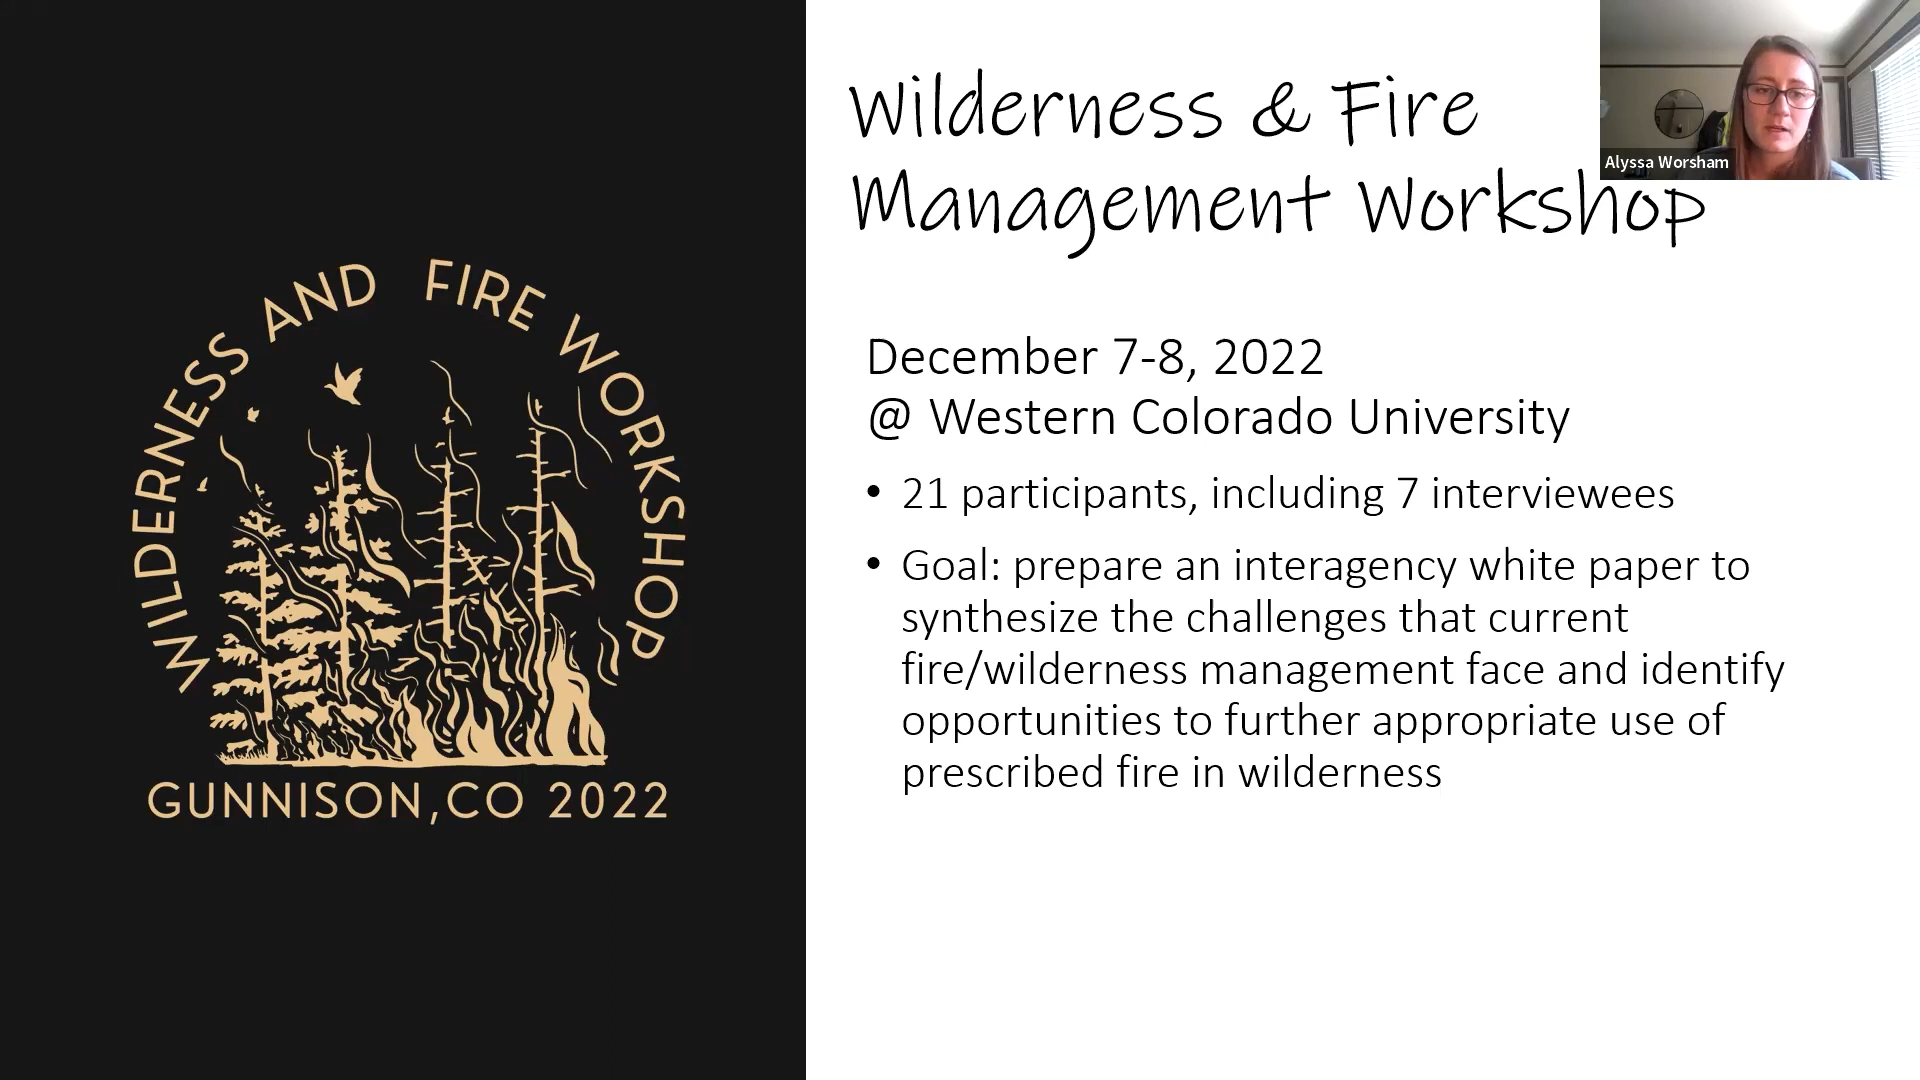 Wilderness & Fire
Management Workshop
Alyssa Worsham
WILDERNESS AND FIRE WORKSHOP
GUNNISON, CO 2022
December 7-8, 2022
@ Western Colorado University
• 21 participants, including 7 interviewees
• Goal: prepare an interagency white paper to
synthesize the challenges that current
fire/wilderness management face and identify
opportunities to further appropriate use of
prescribed fire in wilderness